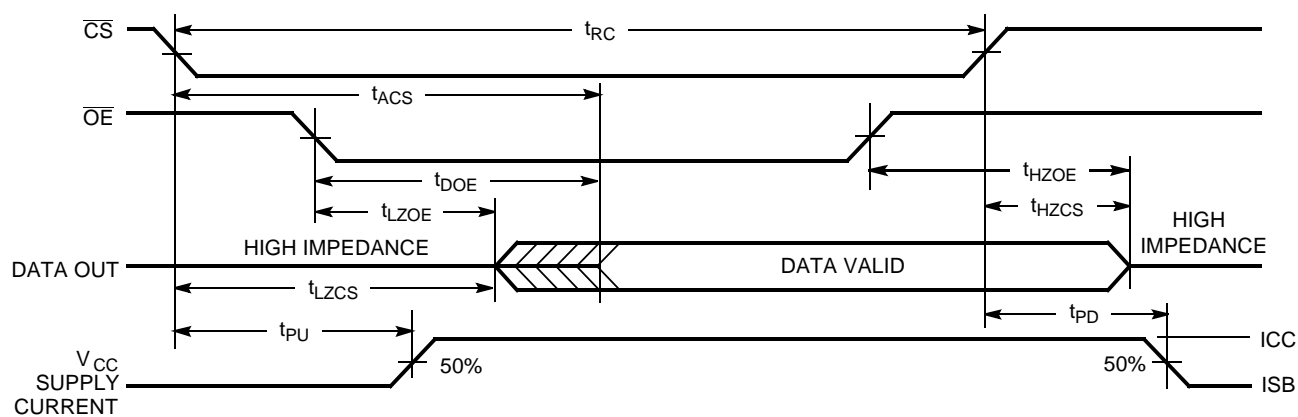 CS
tRC
tACS
OE
tDOE
tHZOE
tLZOE
tHZCS
HIGH IMPEDANCE
HIGH
IMPEDANCE
DATA OUT
DATA VALID
tLZCS
tPU
tPD
VCC
SUPPLY
CURRENT
50%
50%
ICC
ISB